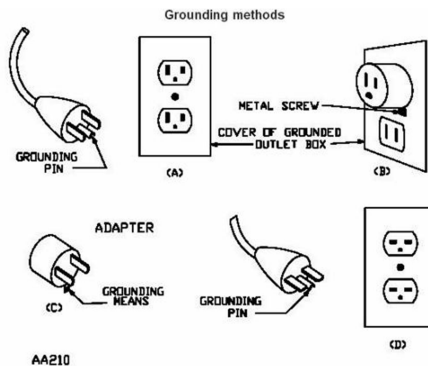 Grounding methods
METAL SCREW
COVER OF GROUNDED
OUTLET BOX
GROUNDING
PIN
(A)
(B)
ADAPTER
GROUNDING
MEANS
(C)
GROUNDING
PIN
(D)
AA210